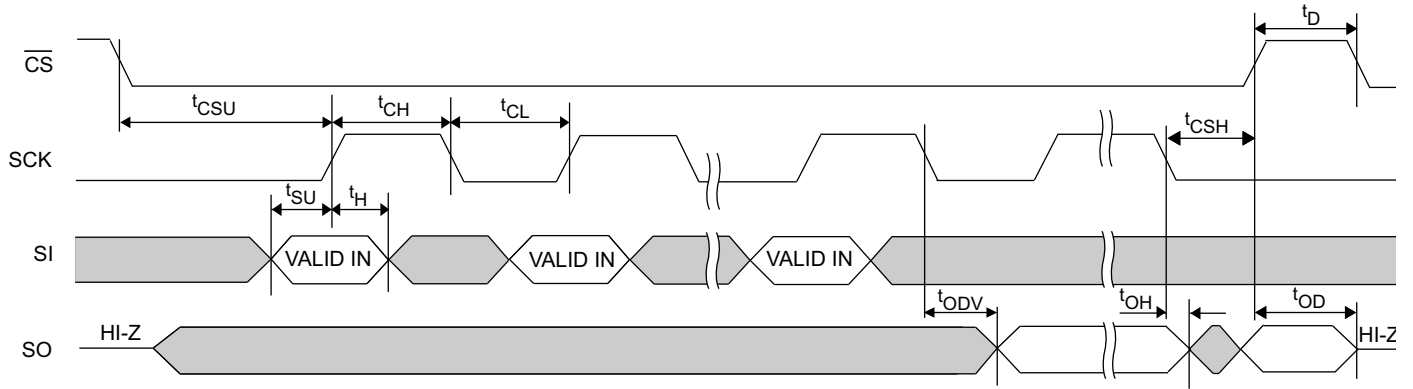 tD
CS
tCSU
tCH
tCL
tCSH
SCK
tSU
tH
SI
VALID IN
VALID IN
VALID IN
tODV
tOH
tOD
HI-Z
HI-Z
SO